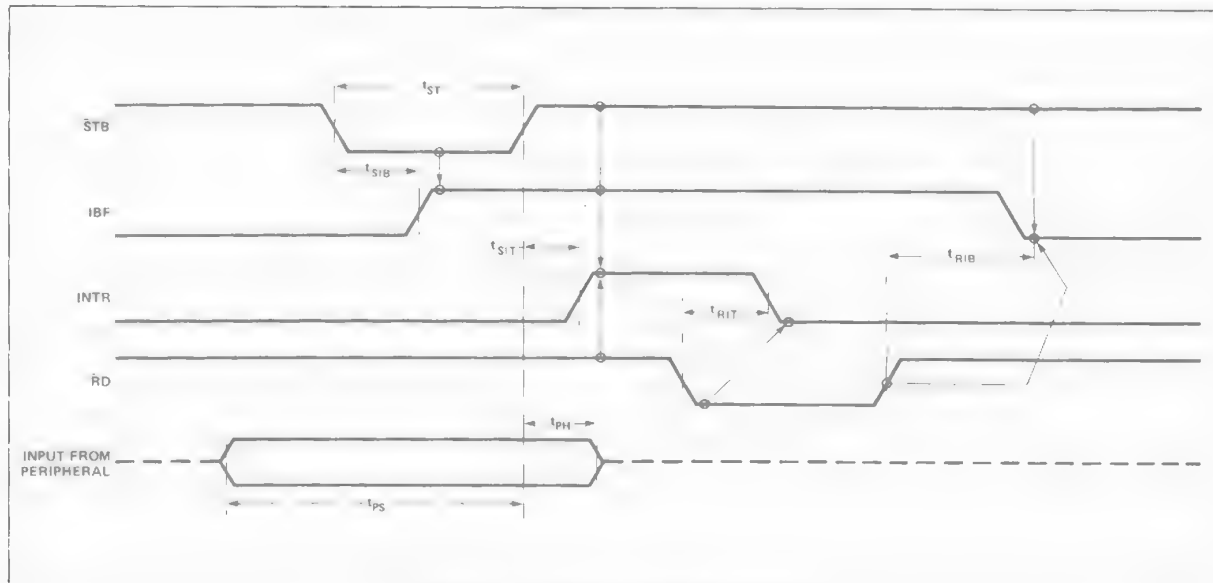 tST
STB
tSIB
IBF
tSIT
tRIB
INTR
tRIT
RD
tPH
INPUT FROM
PERIPHERAL
tPS